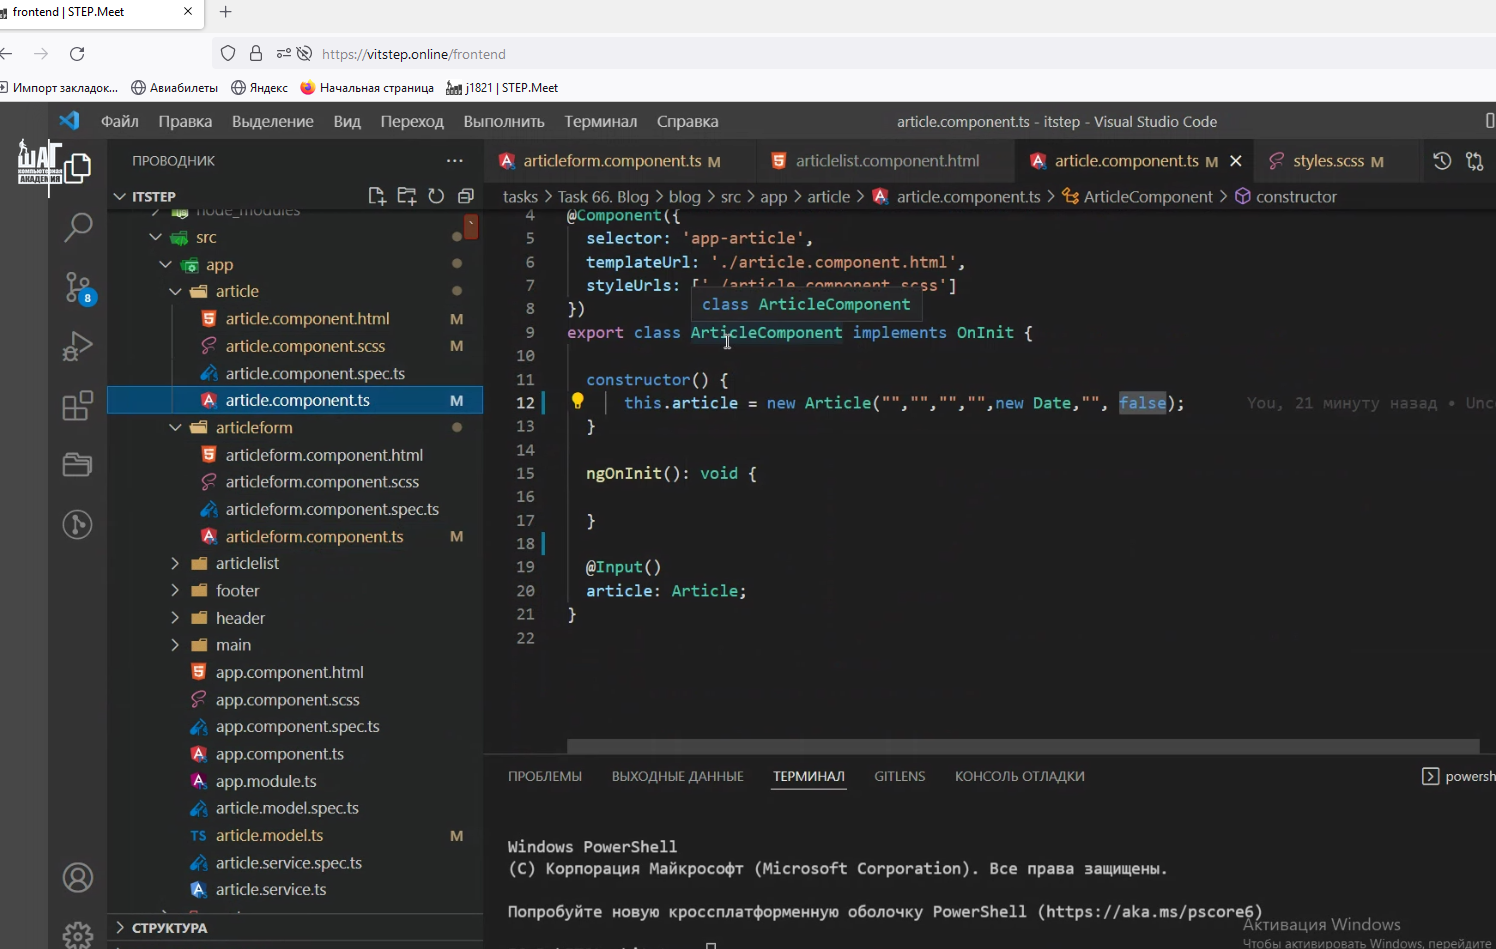 frontend | STEP.Meet
https://vitstep.online/frontend
Импорт закладок...
Авиабилеты
Яндекс
Начальная страница
j1821 | STEP.Meet
Файл Правка Выделение Вид Переход Выполнить Терминал Справка
article.component.ts - itstep - Visual Studio Code
ШАГ
КОМПЬЮТЕРНАЯ
АКАДЕМИЯ
8
ПРОВОДНИК
ITSTEP
node_modules
src
app
article
article.component.html M
article.component.scss M
article.component.spec.ts
article.component.ts M
articleform
articleform.component.html
articleform.component.scss
articleform.component.spec.ts
articleform.component.ts M
articlelist
footer
header
main
app.component.html
app.component.scss
app.component.spec.ts
app.component.ts
app.module.ts
article.model.spec.ts
TS article.model.ts M
article.service.spec.ts
article.service.ts
СТРУКТУРА
articleform.component.ts M
articlelist.component.html
article.component.ts M
styles.scss M
tasks > Task 66. Blog > blog > src > app > article > article.component.ts > ArticleComponent > constructor
4 @Component({
5 selector: 'app-article',
6 templateUrl: './article.component.html',
7 styleUrls: ['./article.component.scss']
class ArticleComponent
8 })
9 export class ArticleComponent implements OnInit {
10
11 constructor() {
12 this.article = new Article("","","","",new Date,"", false); You, 21 минуту назад • Unc
13 }
14
15 ngOnInit(): void {
16
17 }
18
19 @Input()
20 article: Article;
21 }
22
ПРОБЛЕМЫ ВЫХОДНЫЕ ДАННЫЕ ТЕРМИНАЛ GITLENS КОНСОЛЬ ОТЛАДКИ
powersh
Windows PowerShell
(C) Корпорация Майкрософт (Microsoft Corporation). Все права защищены.
Попробуйте новую кроссплатформенную оболочку PowerShell (https://aka.ms/pscore6)
Активация Windows
Чтобы активировать Windows, перейдите